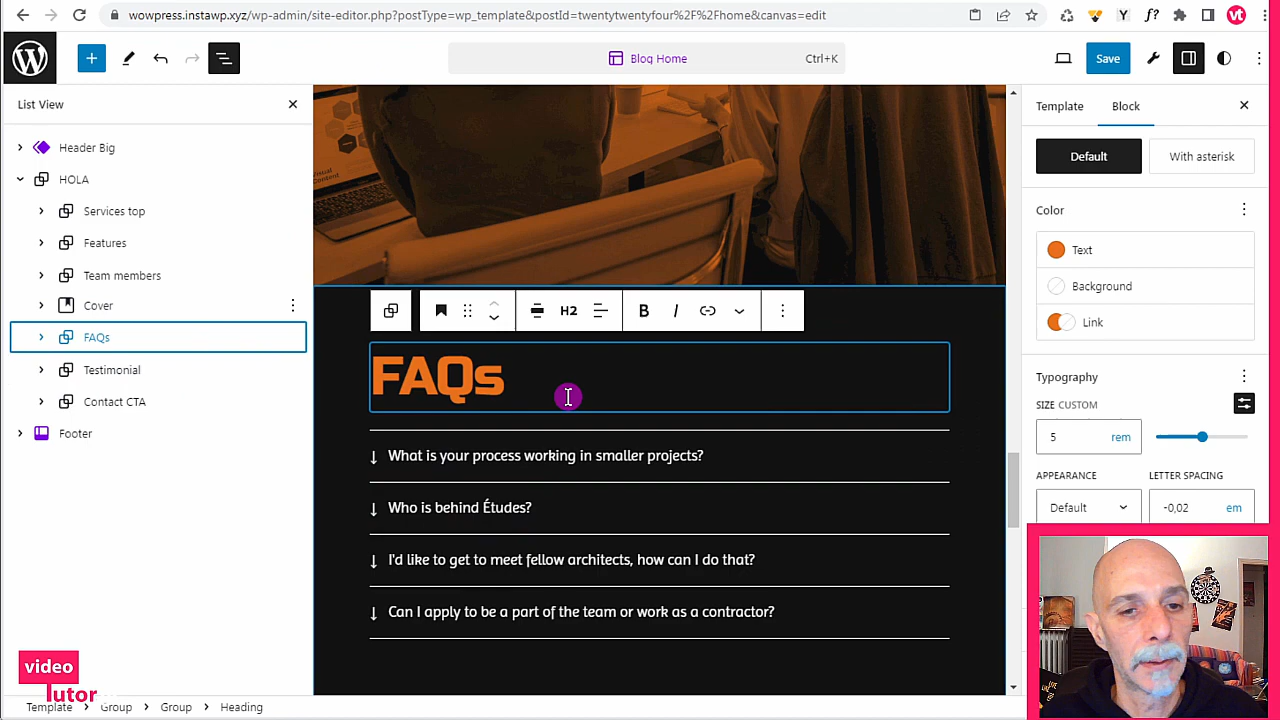 wowpress.instawp.xyz/wp-admin/site-editor.php?postType=wp_template&postId=twentytwentyfour%2F%2Fhome&canvas=edit
Y
f?
vt
Blog Home
Ctrl+K
Save
List View
Template
Block
Header Big
Default
With asterisk
HOLA
Services top
Color
Features
Text
Team members
Background
Cover
H2
B
I
Link
FAQs
FAQs
Typography
Testimonial
SIZE CUSTOM
Contact CTA
5
rem
Footer
↓ What is your process working in smaller projects?
APPEARANCE
LETTER SPACING
↓ Who is behind Études?
Default
-0,02
em
↓ I'd like to get to meet fellow architects, how can I do that?
↓ Can I apply to be a part of the team or work as a contractor?
video
tutor
Template › Group › Group › Heading